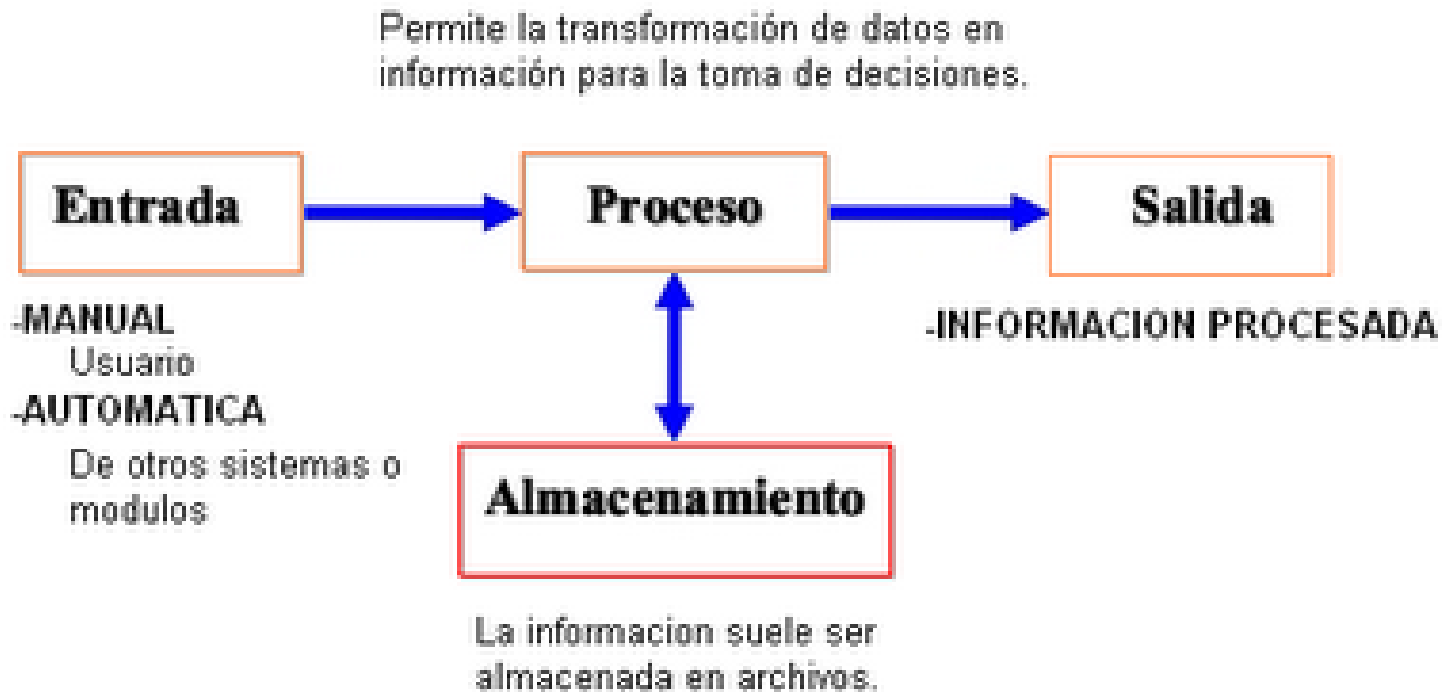 Permite la transformación de datos en
información para la toma de decisiones.
Entrada
Proceso
Salida
-MANUAL
Usuario
-AUTOMATICA
De otros sistemas o
modulos
-INFORMACION PROCESADA
Almacenamiento
La informacion suele ser
almacenada en archivos.